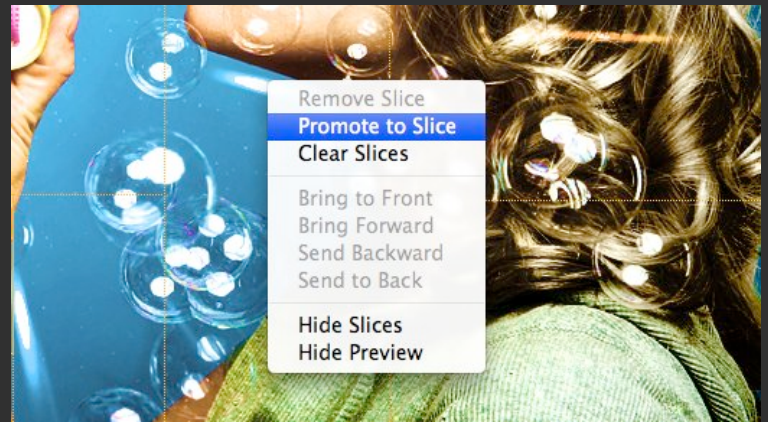 Remove Slice
Promote to Slice
Clear Slices
Bring to Front
Bring Forward
Send Backward
Send to Back
Hide Slices
Hide Preview